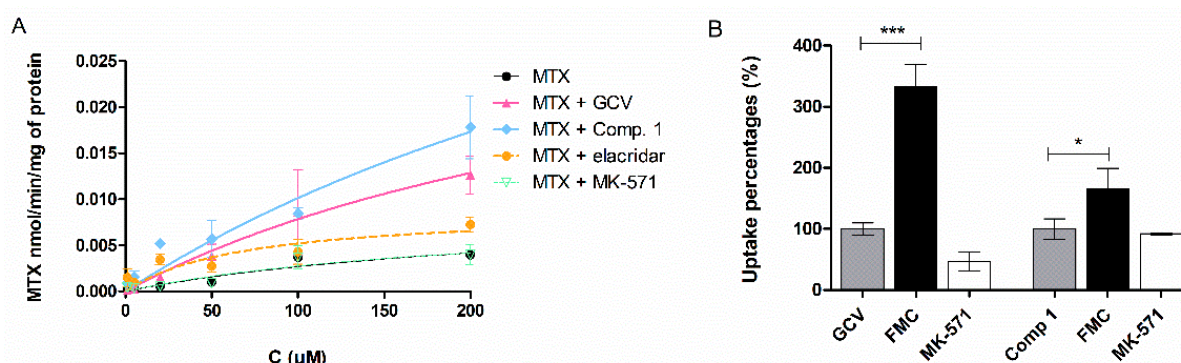 A
MTX nmol/min/mg of protein
0.025
0.020
0.015
0.010
0.005
0.000
0
50
100
150
200
C (uM)
MTX
MTX + GCV
MTX + Comp. 1
MTX + elacridar
MTX + MK-571
B
Uptake percentages (%)
400
300
200
100
0
***
*
GCV
FMC
MK-571
Comp 1
FMC
MK-571